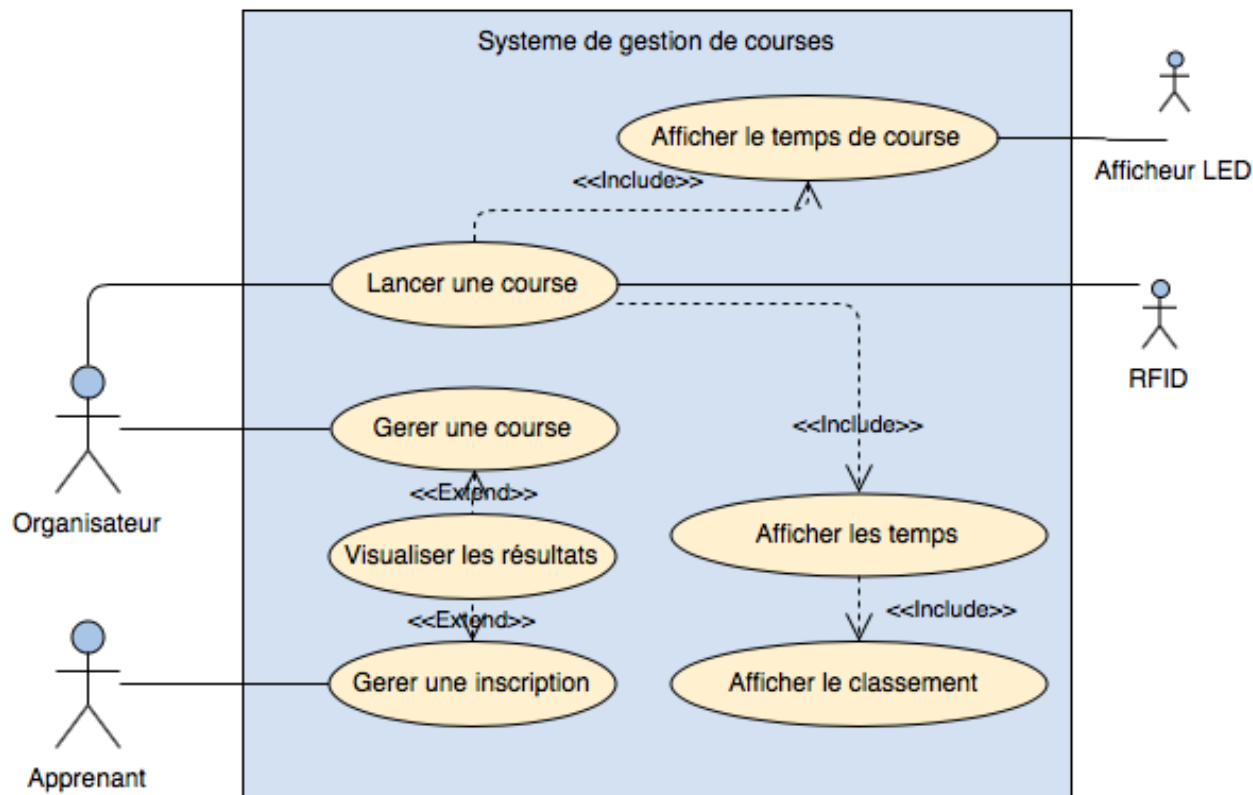 Systeme de gestion de courses
Afficher le temps de course
Afficheur LED
<<Include>>
Lancer une course
RFID
Gerer une course
<<Include>>
<<Extend>>
Organisateur
Visualiser les résultats
Afficher les temps
<<Extend>>
<<Include>>
Gerer une inscription
Afficher le classement
Apprenant